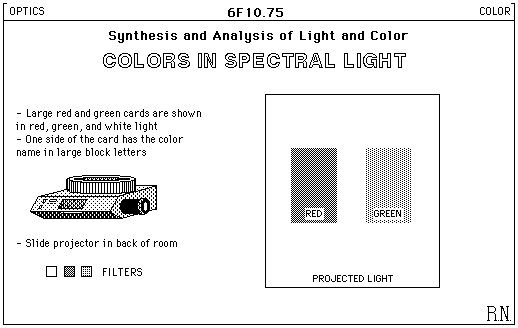 OPTICS
6F10.75
COLOR
Synthesis and Analysis of Light and Color
COLORS IN SPECTRAL LIGHT
- Large red and green cards are shown
in red, green, and white light
- One side of the card has the color
name in large block letters
- Slide projector in back of room
FILTERS
RED
GREEN
PROJECTED LIGHT
R.N.